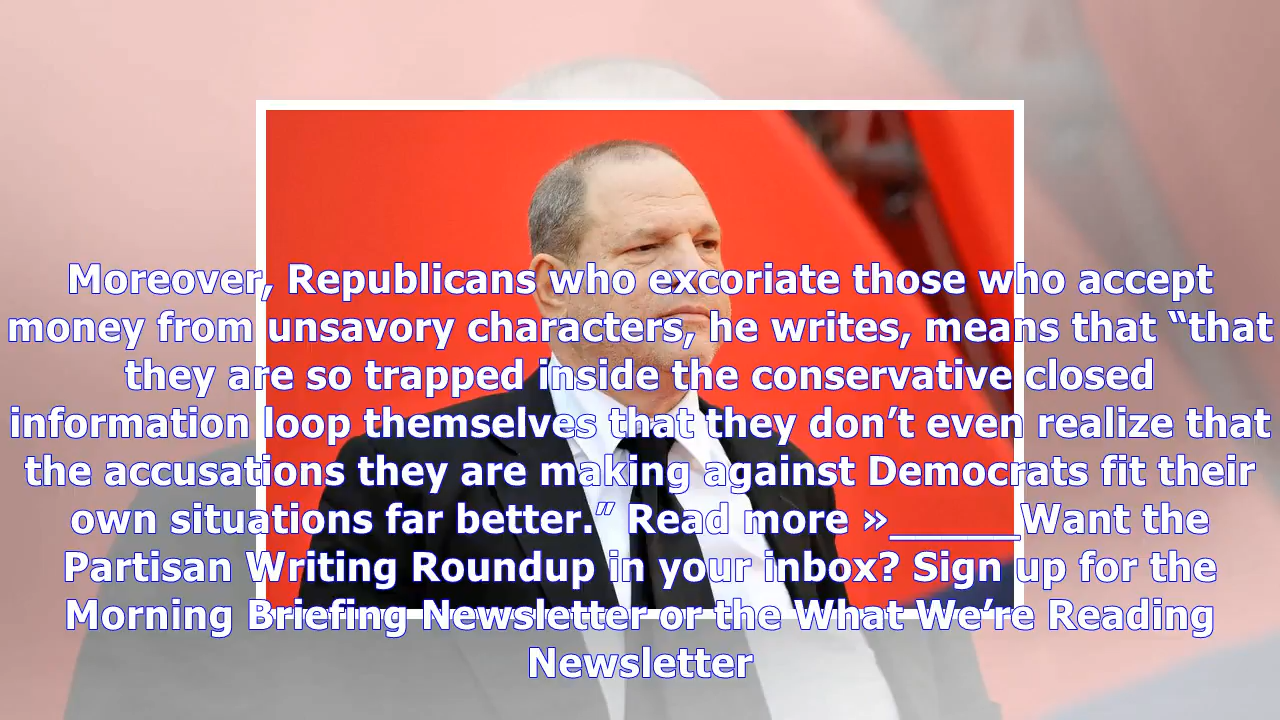 Moreover, Republicans who excoriate those who accept
money from unsavory characters, he writes, means that “that
they are so trapped inside the conservative closed
information loop themselves that they don’t even realize that
the accusations they are making against Democrats fit their
own situations far better.” Read more »______Want the
Partisan Writing Roundup in your inbox? Sign up for the
Morning Briefing Newsletter or the What We’re Reading
Newsletter